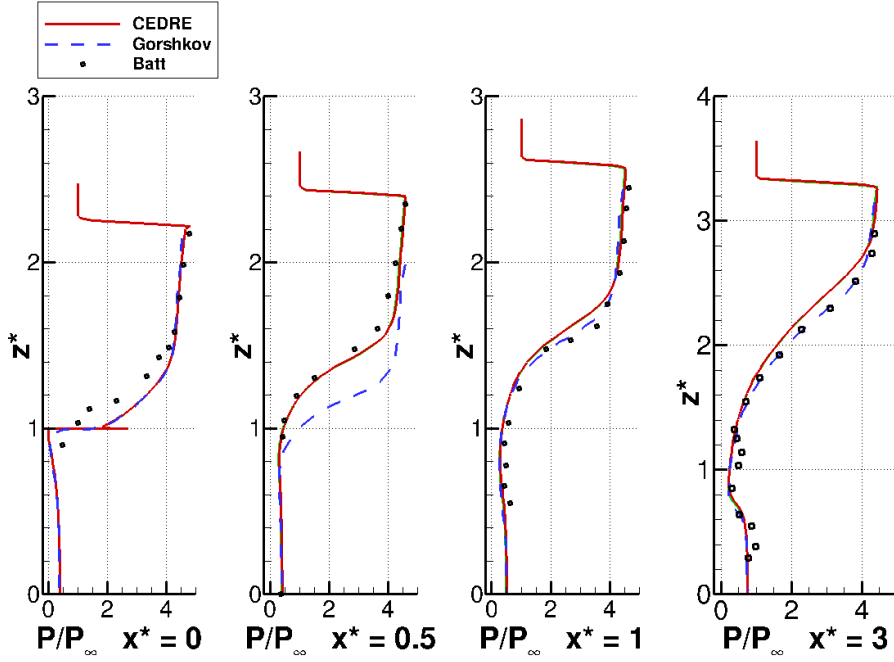 CEDRE
Gorshkov
Batt
3
2
1
0
z*
0 2 4
P/P∞ x* = 0
3
2
1
0
z*
0 2 4
P/P∞ x* = 0.5
3
2
1
0
z*
0 2 4
P/P∞ x* = 1
4
3
2
1
0
z*
0 2 4
P/P∞ x* = 3